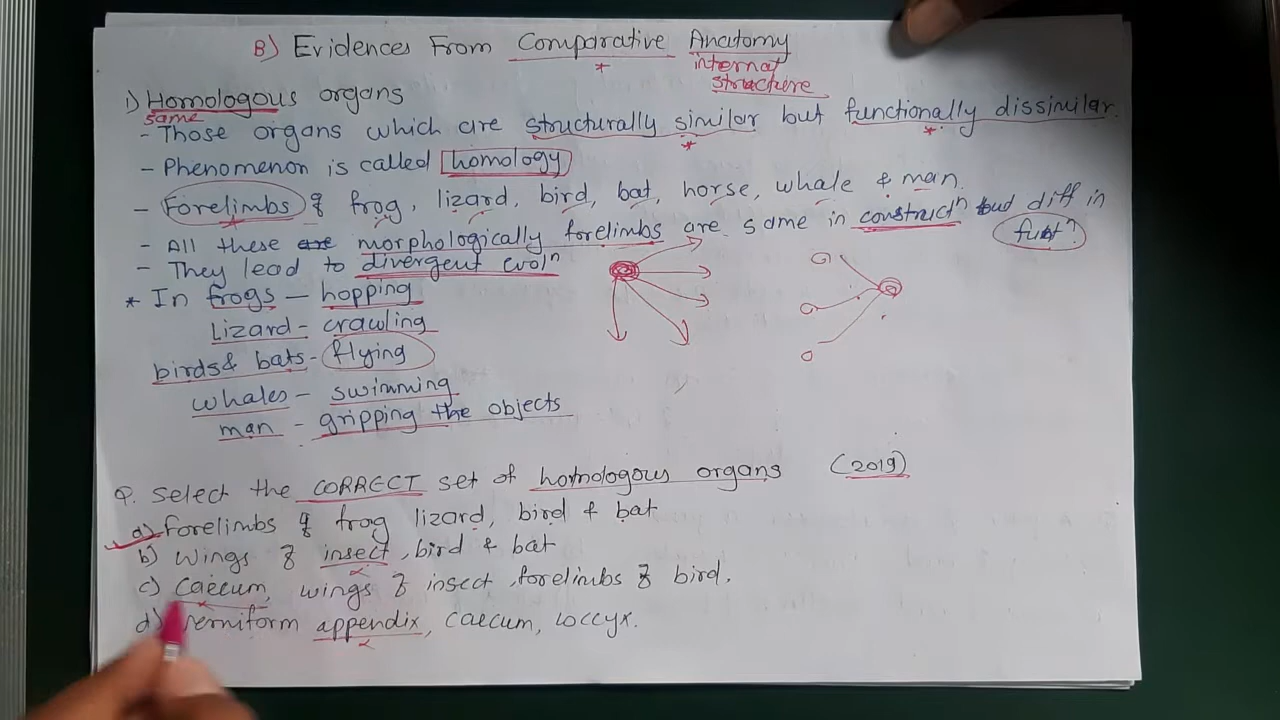 B) Evidences From Comparative Anatomy
internal
structure
1) Homologous organs
same
- Those organs which are structurally similar but functionally dissimilar.
- Phenomenon is called homology
- Forelimbs of frog, lizard, bird, bat, horse, whale & man.
- All these are morphologically forelimbs are same in constructn but diff in functn
- They lead to divergent evoln
* In frogs - hopping
Lizard - crawling
birds & bats - flying
whales - swimming
man - gripping the objects
Q. Select the CORRECT set of homologous organs (2019)
a) Forelimbs of frog lizard, bird & bat
b) Wings of insect, bird & bat
c) Caecum, wings of insect, forelimbs of bird.
d) Vermiform appendix, caecum, coccyx.